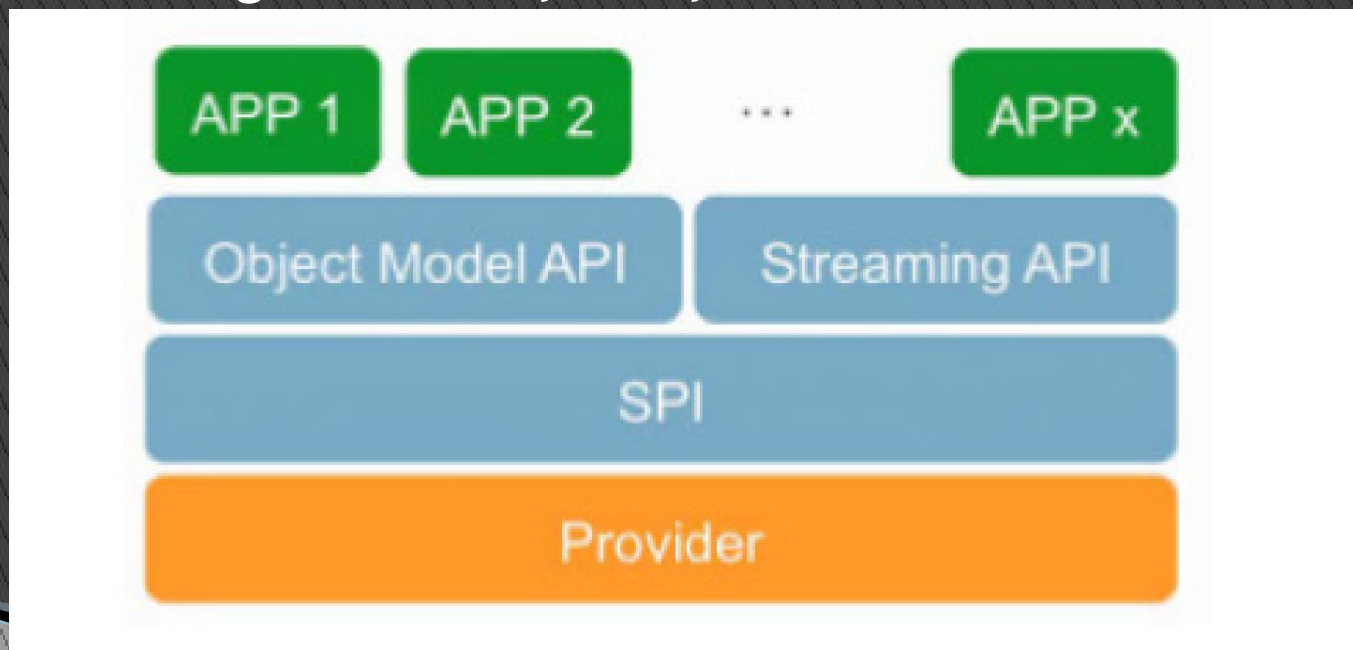 APP 1 APP 2 ... APP x
Object Model API Streaming API
SPI
Provider